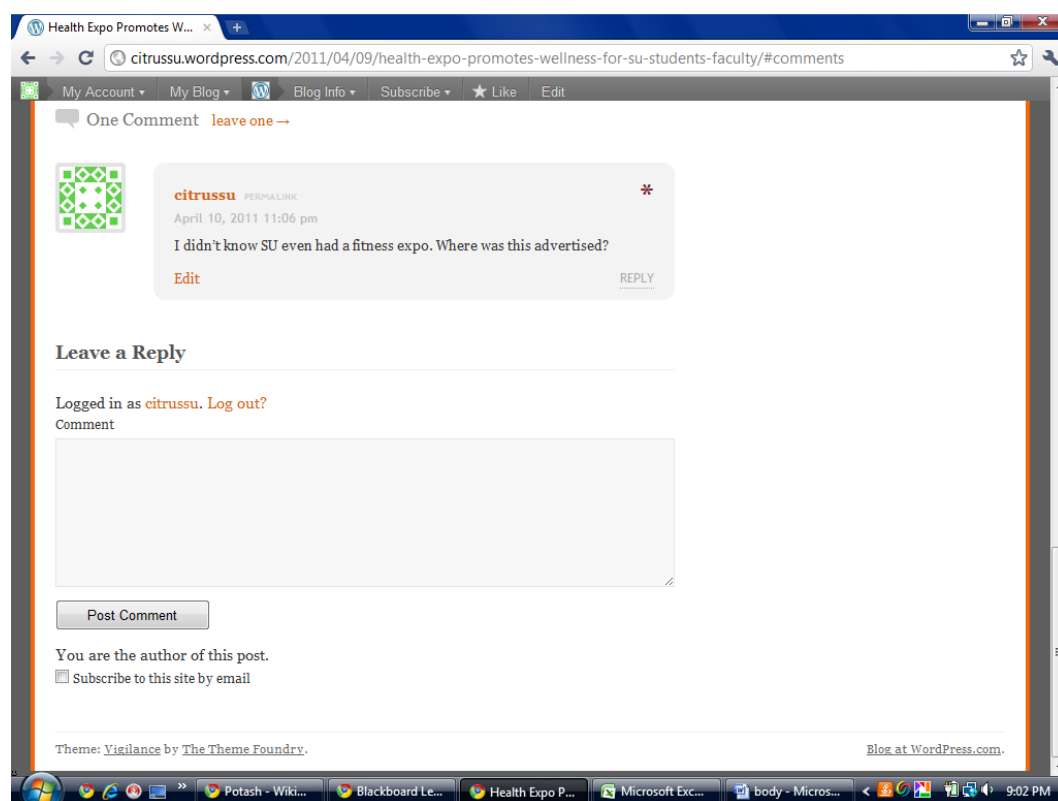 Health Expo Promotes W...
citrussu.wordpress.com/2011/04/09/health-expo-promotes-wellness-for-su-students-faculty/#comments
My Account My Blog Blog Info Subscribe ★ Like Edit
One Comment leave one →
citrussu PERMALINK *
April 10, 2011 11:06 pm
I didn't know SU even had a fitness expo. Where was this advertised?
Edit REPLY
Leave a Reply
Logged in as citrussu. Log out?
Comment
Post Comment
You are the author of this post.
Subscribe to this site by email
Theme: Vigilance by The Theme Foundry. Blog at WordPress.com.
Potash - Wiki... Blackboard Le... Health Expo P... Microsoft Exc... body - Micros... 9:02 PM